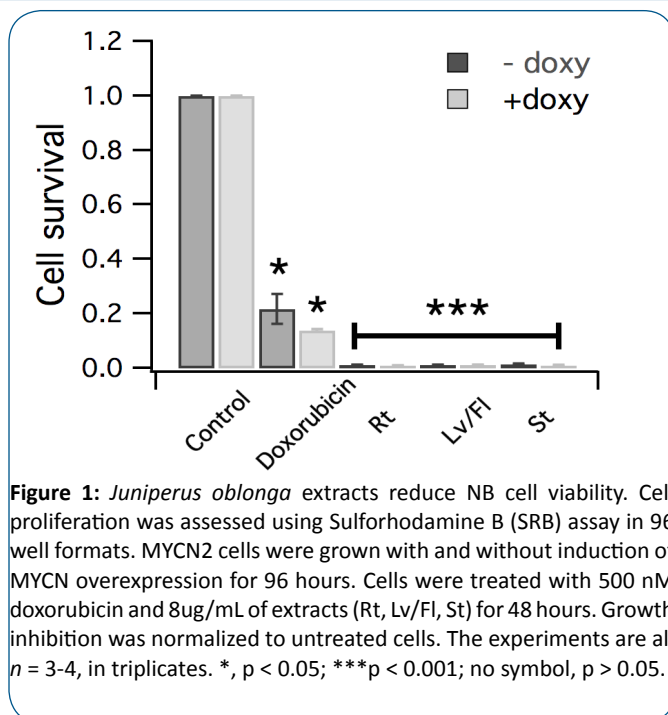 1.2
1.0
0.8
0.6
0.4
0.2
0.0
Cell survival
- doxy
+doxy
*
*
***
Control
Doxorubicin
Rt
Lv/Fl
St
Figure 1: Juniperus oblonga extracts reduce NB cell viability. Cel
proliferation was assessed using Sulforhodamine B (SRB) assay in 96
well formats. MYCN2 cells were grown with and without induction o
MYCN overexpression for 96 hours. Cells were treated with 500 nM
doxorubicin and 8ug/mL of extracts (Rt, Lv/Fl, St) for 48 hours. Growth
inhibition was normalized to untreated cells. The experiments are al
n = 3-4, in triplicates. *, p < 0.05; ***p < 0.001; no symbol, p > 0.05.